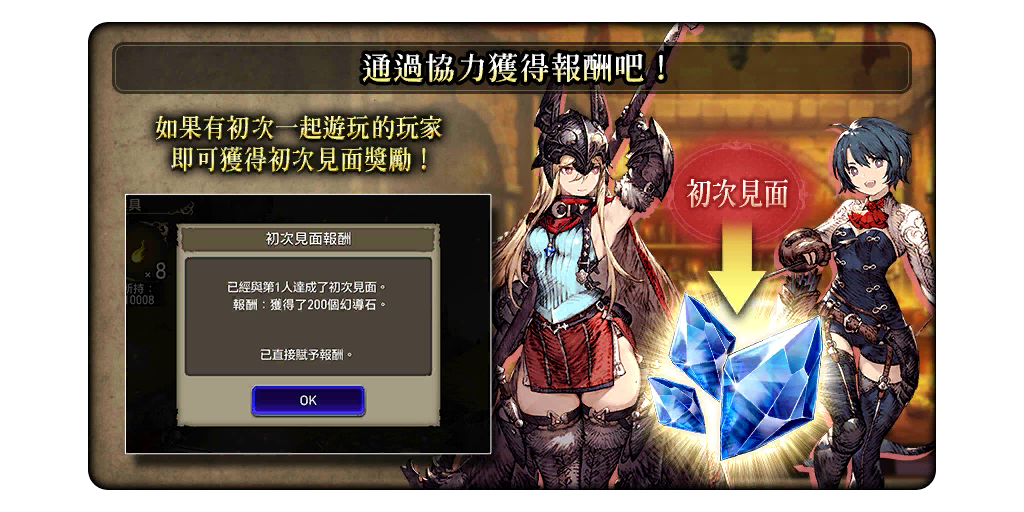 通過協力獲得報酬吧！
如果有初次一起遊玩的玩家
即可獲得初次見面獎勵！
初次見面
具
×8
所持：
10008
初次見面報酬
已經與第1人達成了初次見面。
報酬：獲得了200個幻導石。
已直接賦予報酬。
OK